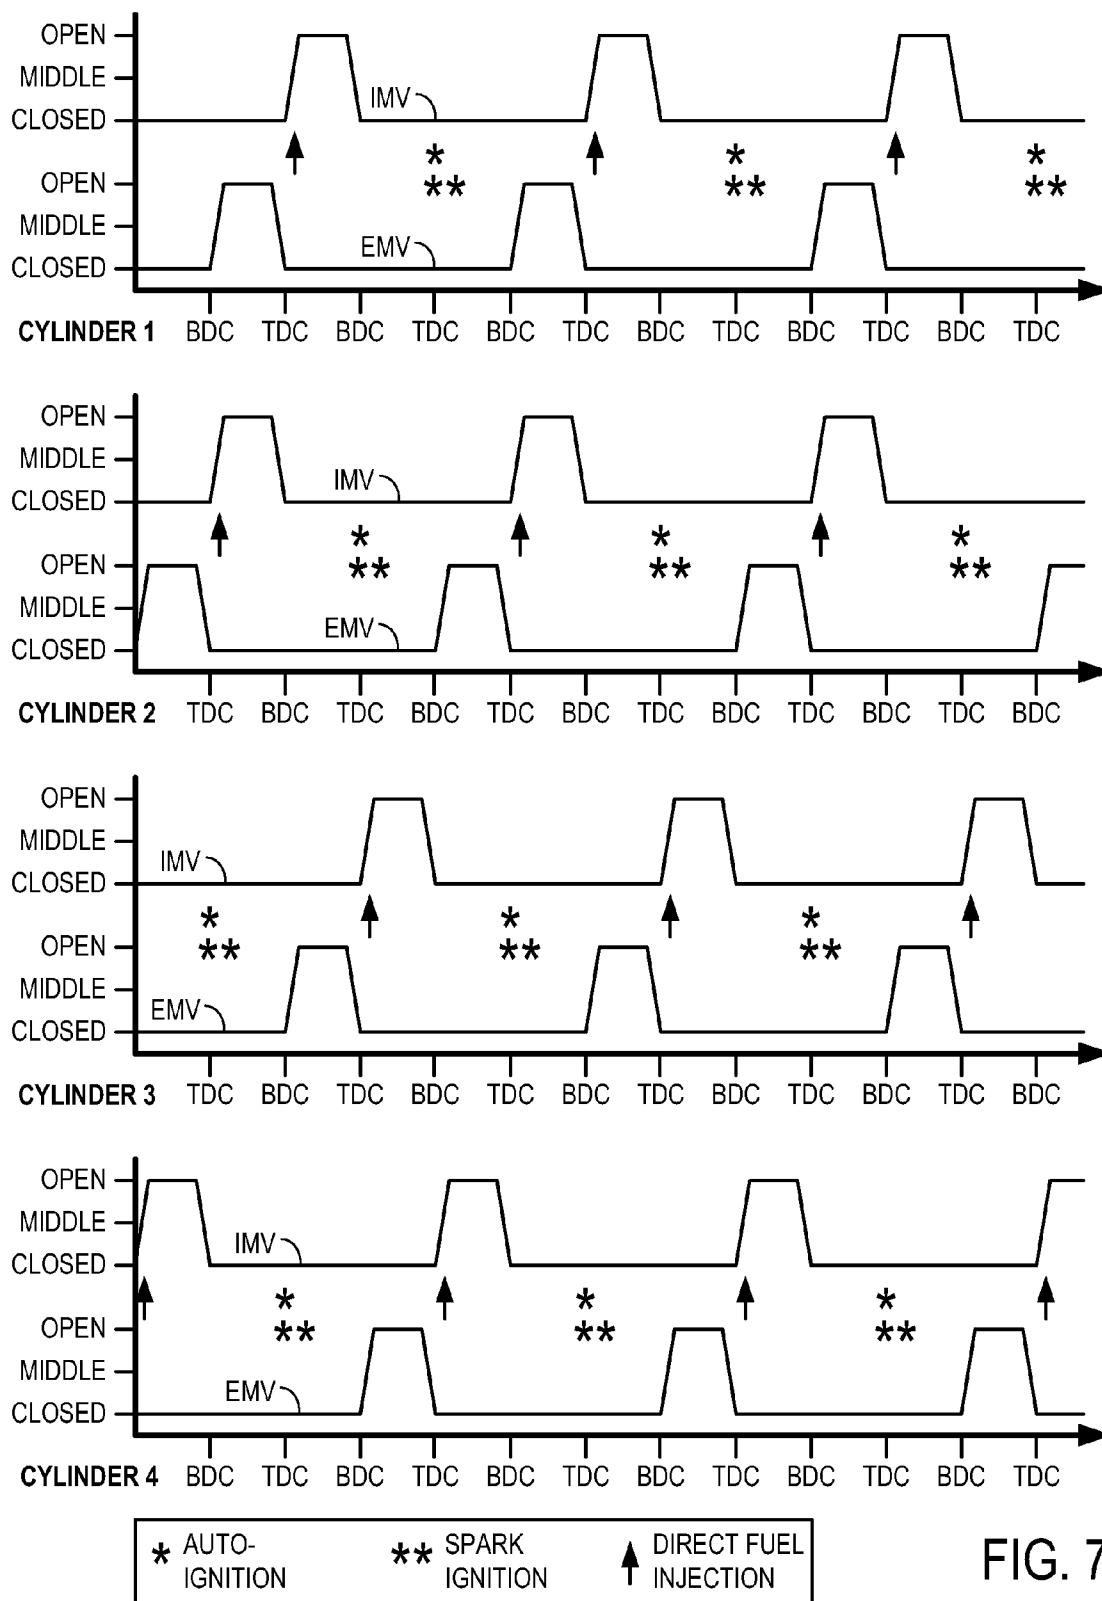 OPEN
MIDDLE
CLOSED
IMV
*
**
*
**
*
**
OPEN
MIDDLE
CLOSED
EMV
CYLINDER 1 BDC TDC BDC TDC BDC TDC BDC TDC BDC TDC BDC TDC
OPEN
MIDDLE
CLOSED
IMV
*
**
*
**
*
**
OPEN
MIDDLE
CLOSED
EMV
CYLINDER 2 TDC BDC TDC BDC TDC BDC TDC BDC TDC BDC TDC BDC
OPEN
MIDDLE
CLOSED
IMV
*
**
*
**
*
**
OPEN
MIDDLE
CLOSED
EMV
CYLINDER 3 TDC BDC TDC BDC TDC BDC TDC BDC TDC BDC TDC BDC
OPEN
MIDDLE
CLOSED
IMV
*
**
*
**
*
**
OPEN
MIDDLE
CLOSED
EMV
CYLINDER 4 BDC TDC BDC TDC BDC TDC BDC TDC BDC TDC BDC TDC
* AUTO-
IGNITION
** SPARK
IGNITION
DIRECT FUEL
INJECTION
FIG. 7